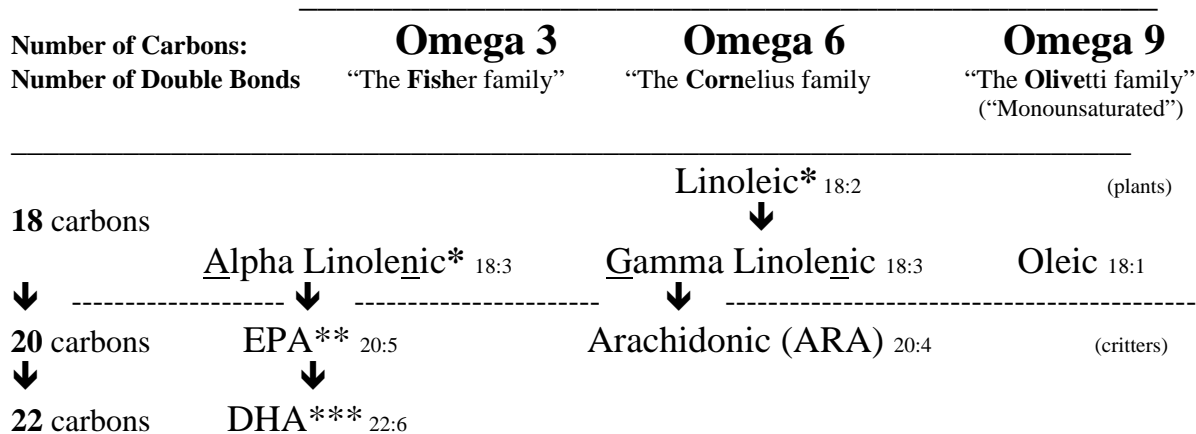 Number of Carbons: Omega 3 Omega 6 Omega 9
Number of Double Bonds “The Fisher family” “The Cornelius family “The Olivetti family”
(“Monounsaturated”)
Linoleic* 18:2 (plants)
18 carbons
Alpha Linolenic* 18:3 Gamma Linolenic 18:3 Oleic 18:1
20 carbons EPA** 20:5 Arachidonic (ARA) 20:4 (critters)
22 carbons DHA*** 22:6